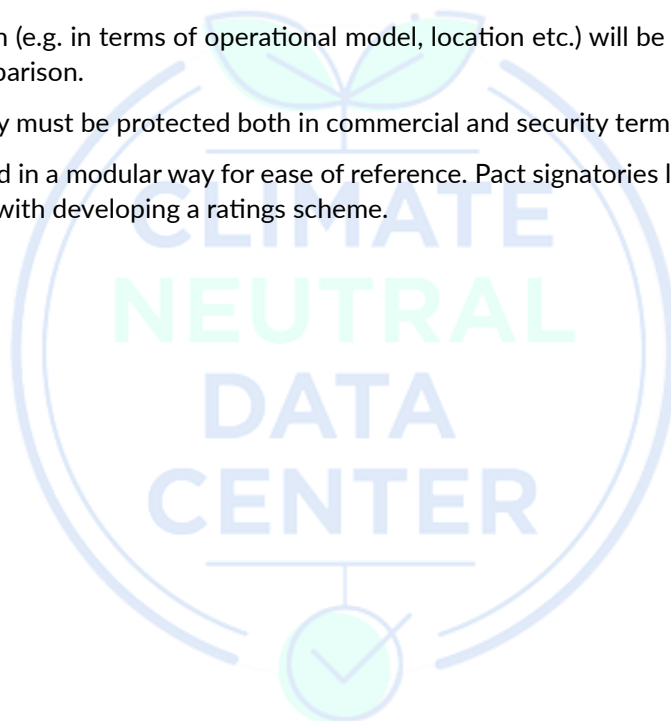 (e.g. in terms of operational model, location etc.) will be
parison.
y must be protected both in commercial and security term
d in a modular way for ease of reference. Pact signatories l
with developing a ratings scheme.
CLIMATE
NEUTRAL
DATA
CENTER